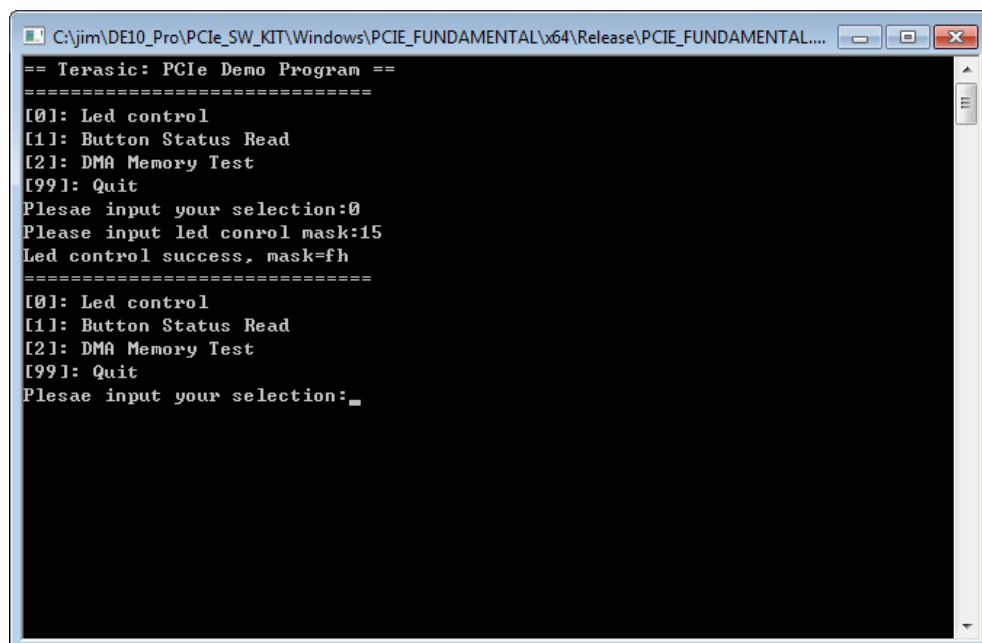 C:\jim\DE10_Pro\PCIe_SW_KIT\Windows\PCIE_FUNDAMENTAL\x64\Release\PCIE_FUNDAMENTAL....
== Terasic: PCIe Demo Program ==
==============================
[0]: Led control
[1]: Button Status Read
[2]: DMA Memory Test
[99]: Quit
Plesae input your selection:0
Please input led conrol mask:15
Led control success, mask=fh
==============================
[0]: Led control
[1]: Button Status Read
[2]: DMA Memory Test
[99]: Quit
Plesae input your selection:_